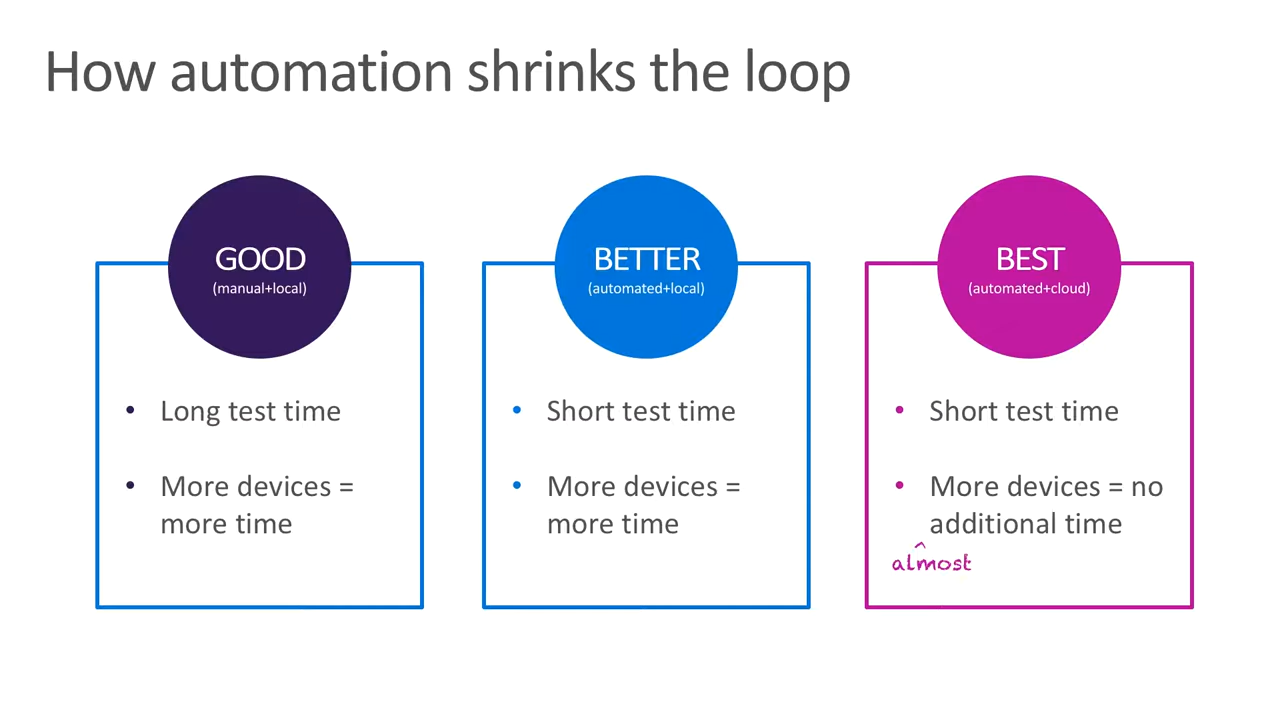 How automation shrinks the loop
GOOD
(manual+local)
• Long test time
• More devices =
more time
BETTER
(automated+local)
• Short test time
• More devices =
more time
BEST
(automated+cloud)
• Short test time
• More devices = no
additional time
^
almost